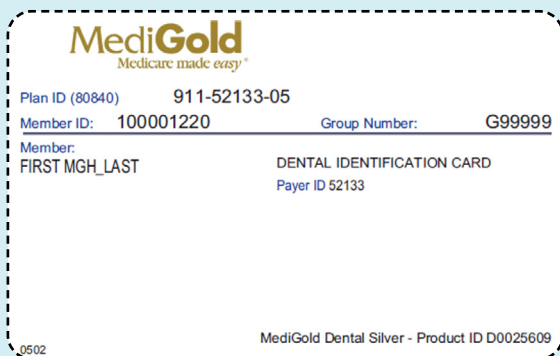 MediGold
Medicare made easy®
Plan ID (80840) 911-52133-05
Member ID: 100001220 Group Number: G99999
Member:
FIRST MGH_LAST
DENTAL IDENTIFICATION CARD
Payer ID 52133
MediGold Dental Silver - Product ID D0025609
0502